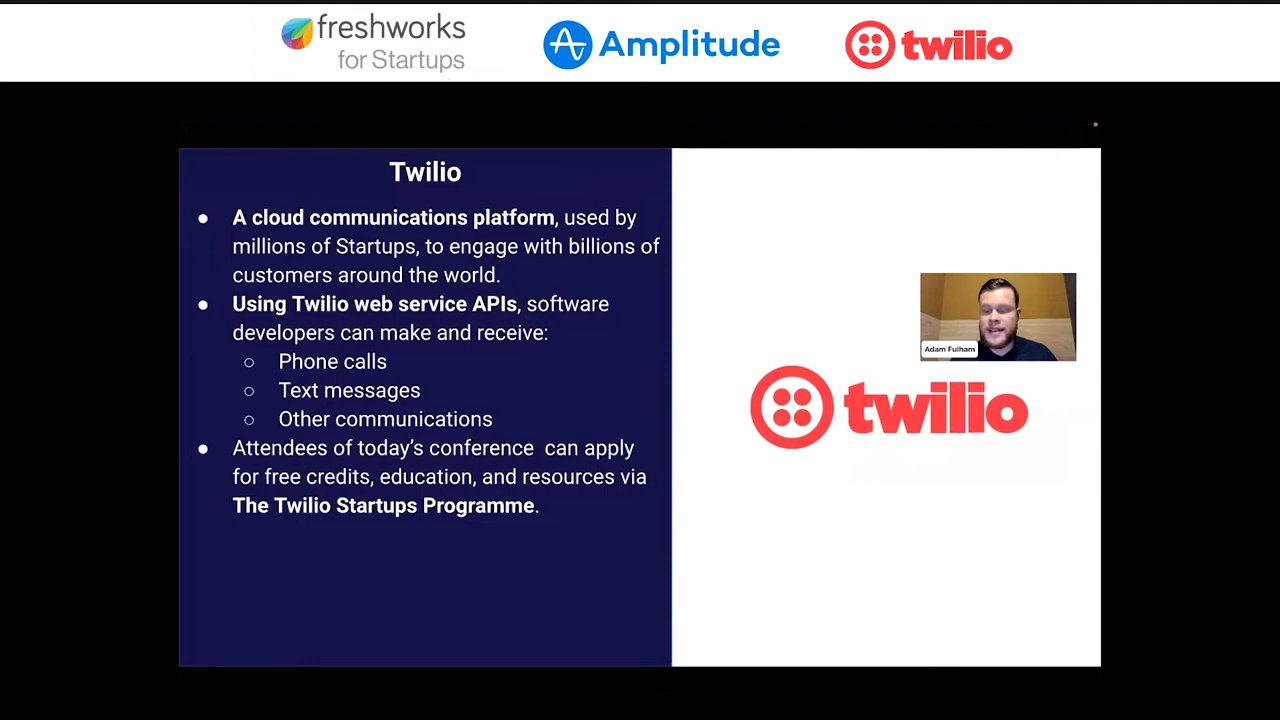 freshworks
for Startups
Amplitude
twilio
Twilio
● A cloud communications platform, used by
millions of Startups, to engage with billions of
customers around the world.
● Using Twilio web service APIs, software
developers can make and receive:
○ Phone calls
○ Text messages
○ Other communications
● Attendees of today’s conference can apply
for free credits, education, and resources via
The Twilio Startups Programme.
Adam Fulham
twilio